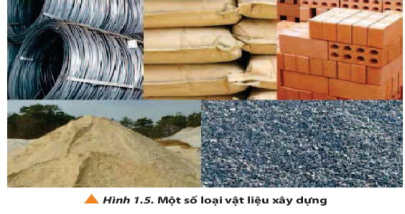 Hình 1.5. Một số loại vật liệu xây dựng